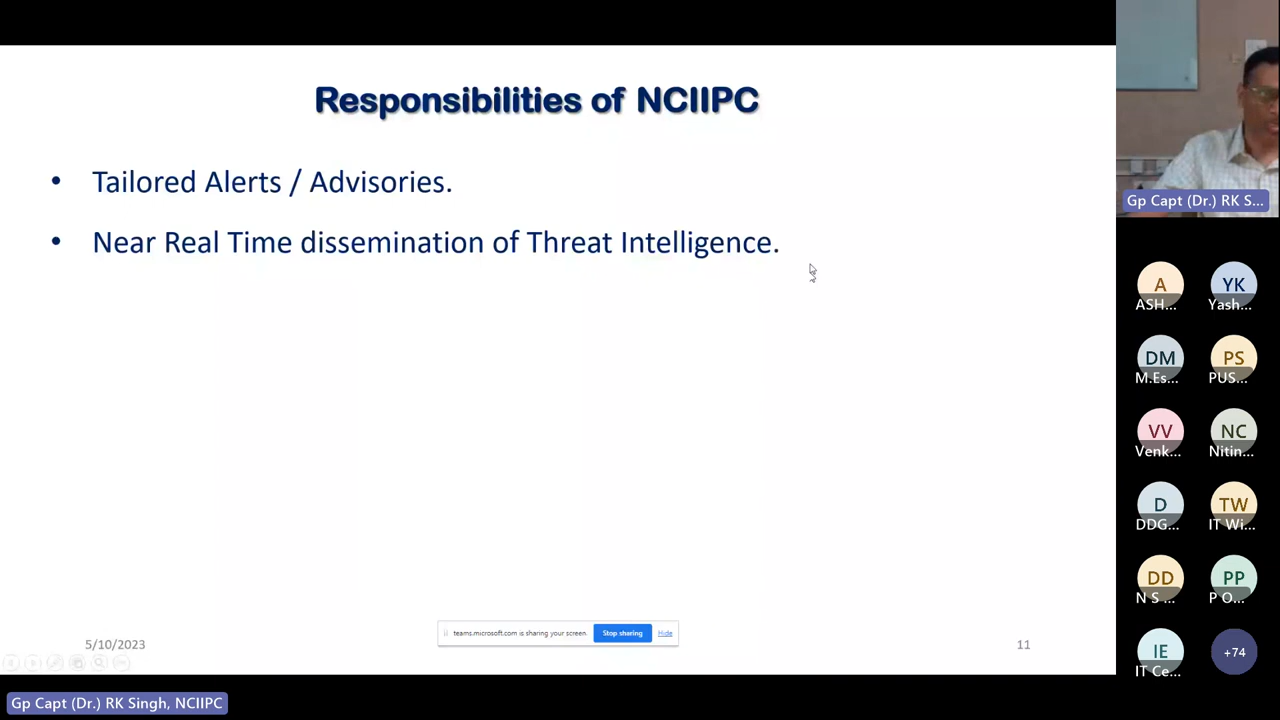 Responsibilities of NCIIPC
• Tailored Alerts / Advisories.
• Near Real Time dissemination of Threat Intelligence.
5/10/2023
teams.microsoft.com is sharing your screen.
Stop sharing
Hide
11
Gp Capt (Dr.) RK Singh, NCIIPC
Gp Capt (Dr.) RK S...
A YK
ASH... Yash...
DM PS
M.Es... PUS...
VV NC
Venk... Nitin...
D TW
DDG... IT Wi...
DD PP
N S ... P O...
IE +74
IT Ce...